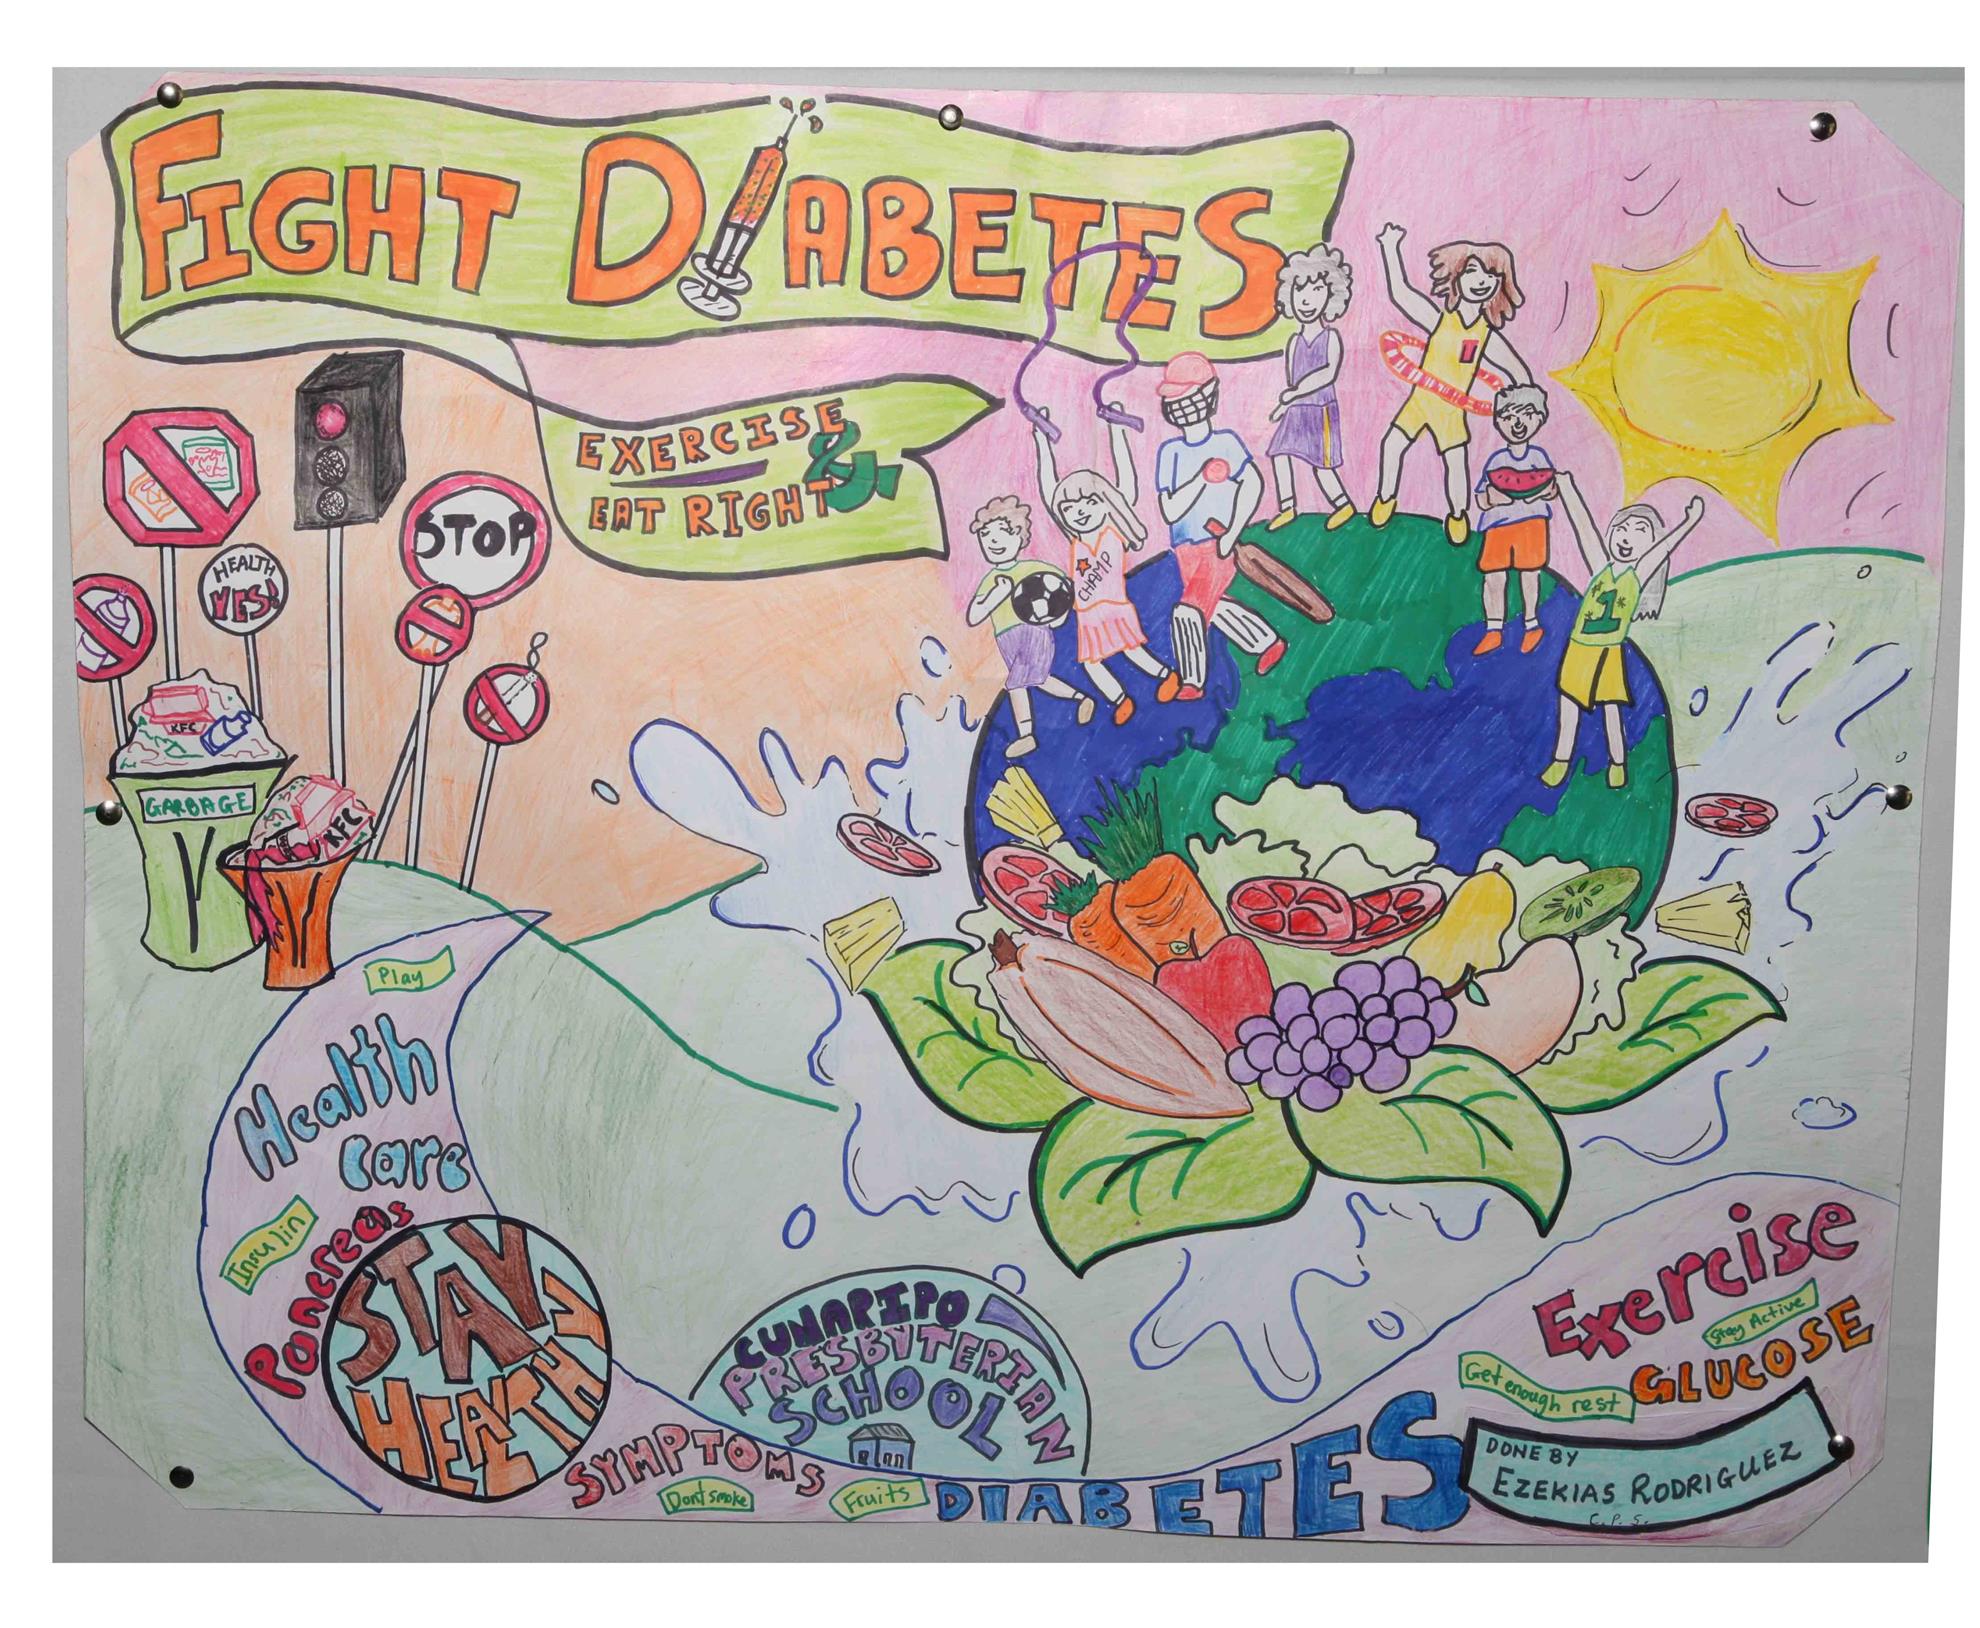 FIGHT DIABETES
EXERCISE &
EAT RIGHT
STOP
HEALTH
YES!
KFC
GARBAGE
KFC
CHAMP
T
1
Play
Health
Care
Insulin
Pancreas
STAY
HEALTHY
CUNARIPO
PRESBYTERIAN
SCHOOL
SYMPTOMS
Dont smoke
Fruits
DIABETES
Exercise
Stay Active
GLUCOSE
Get enough rest
DONE BY
EZEKIAS RODRIGUEZ
C.P.S.